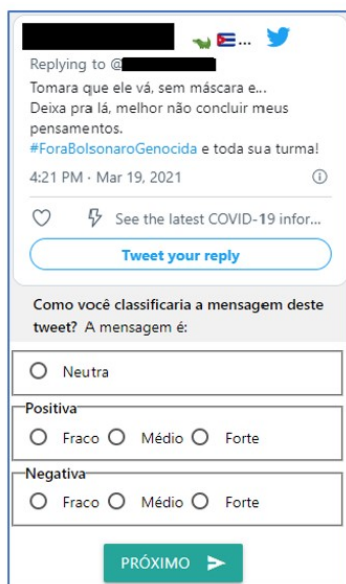 Replying to @
Tomara que ele vá, sem máscara e...
Deixa pra lá, melhor não concluir meus
pensamentos.
#ForaBolsonaroGenocida e toda sua turma!
4:21 PM · Mar 19, 2021
See the latest COVID-19 infor...
Tweet your reply
Como você classificaria a mensagem deste
tweet? A mensagem é:
Neutra
Positiva
Fraco Médio Forte
Negativa
Fraco Médio Forte
PRÓXIMO